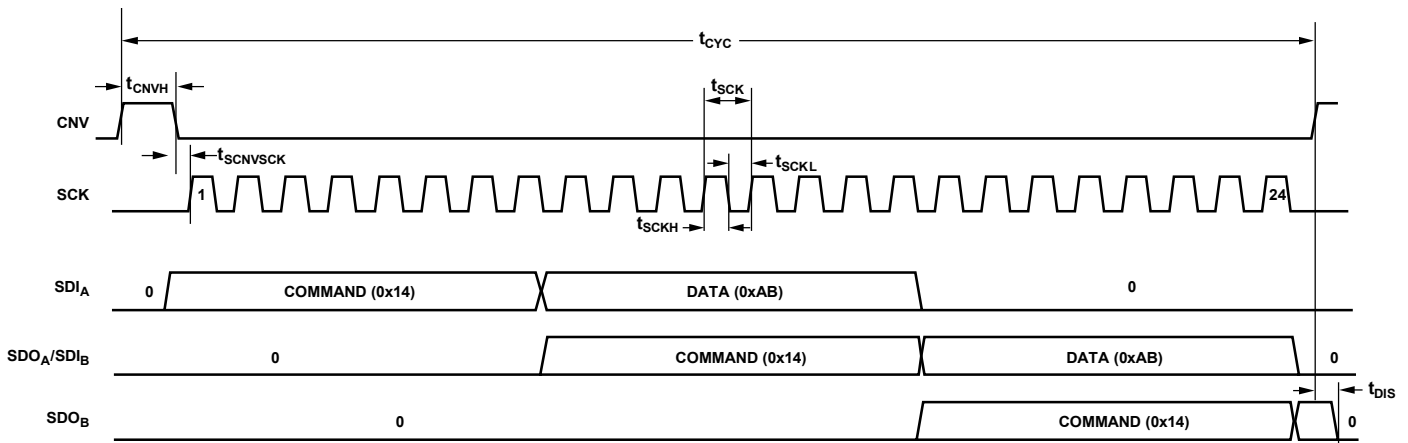 tCYC
tCNVH
tSCK
CNV
tSCNVSCK
tSCKL
SCK
1
24
tSCKH
SDIA
0
COMMAND (0x14)
DATA (0xAB)
0
SDOA/SDIB
0
COMMAND (0x14)
DATA (0xAB)
0
tDIS
SDOB
0
COMMAND (0x14)
0